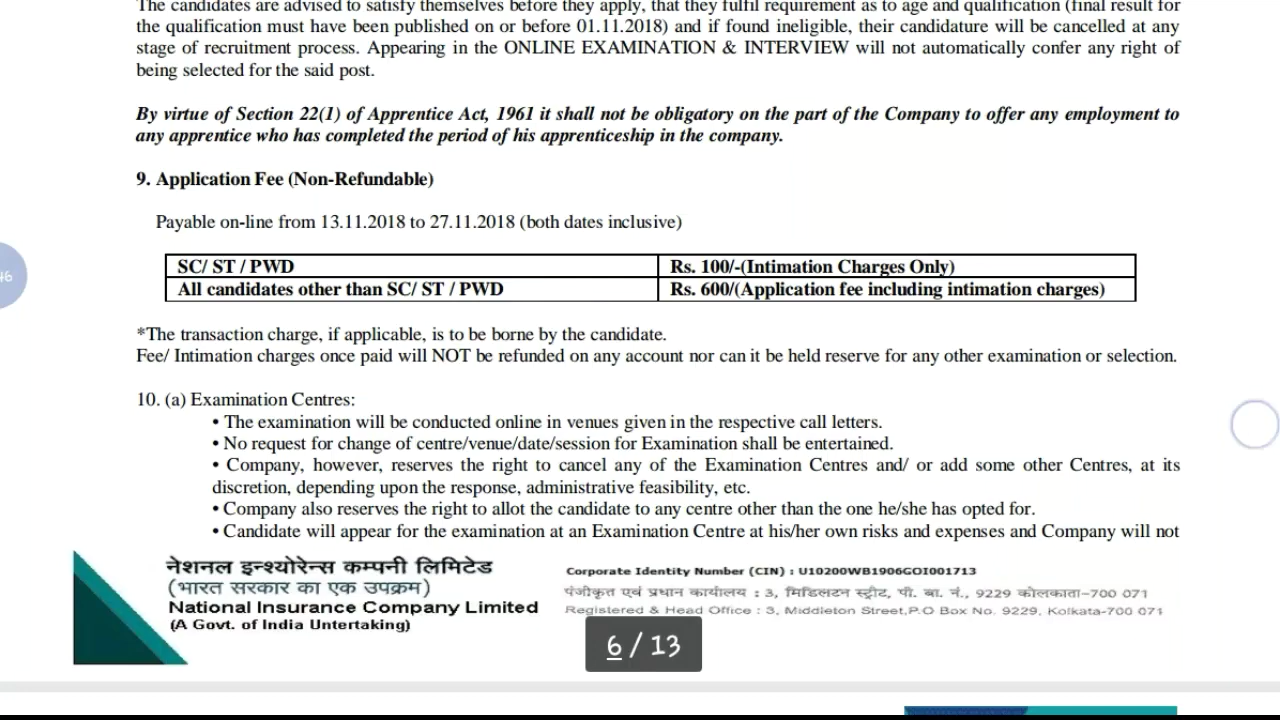 The candidates are advised to satisfy themselves before they apply, that they fulfil requirement as to age and qualification (final result for
the qualification must have been published on or before 01.11.2018) and if found ineligible, their candidature will be cancelled at any
stage of recruitment process. Appearing in the ONLINE EXAMINATION & INTERVIEW will not automatically confer any right of
being selected for the said post.
By virtue of Section 22(1) of Apprentice Act, 1961 it shall not be obligatory on the part of the Company to offer any employment to
any apprentice who has completed the period of his apprenticeship in the company.
9. Application Fee (Non-Refundable)
Payable on-line from 13.11.2018 to 27.11.2018 (both dates inclusive)
SC/ ST / PWD Rs. 100/-(Intimation Charges Only)
All candidates other than SC/ ST / PWD Rs. 600/(Application fee including intimation charges)
*The transaction charge, if applicable, is to be borne by the candidate.
Fee/ Intimation charges once paid will NOT be refunded on any account nor can it be held reserve for any other examination or selection.
10. (a) Examination Centres:
• The examination will be conducted online in venues given in the respective call letters.
• No request for change of centre/venue/date/session for Examination shall be entertained.
• Company, however, reserves the right to cancel any of the Examination Centres and/ or add some other Centres, at its
discretion, depending upon the response, administrative feasibility, etc.
• Company also reserves the right to allot the candidate to any centre other than the one he/she has opted for.
• Candidate will appear for the examination at an Examination Centre at his/her own risks and expenses and Company will not
नेशनल इन्श्योरेन्स कम्पनी लिमिटेड
(भारत सरकार का एक उपक्रम)
National Insurance Company Limited
(A Govt. of India Untertaking)
Corporate Identity Number (CIN) : U10200WB1906GOI001713
पंजीकृत एवं प्रधान कार्यालय : 3, मिडिलटन स्ट्रीट, पी. बा. नं., 9229 कोलकाता-700 071
Registered & Head Office : 3, Middleton Street,P.O Box No. 9229, Kolkata-700 071
6 / 13